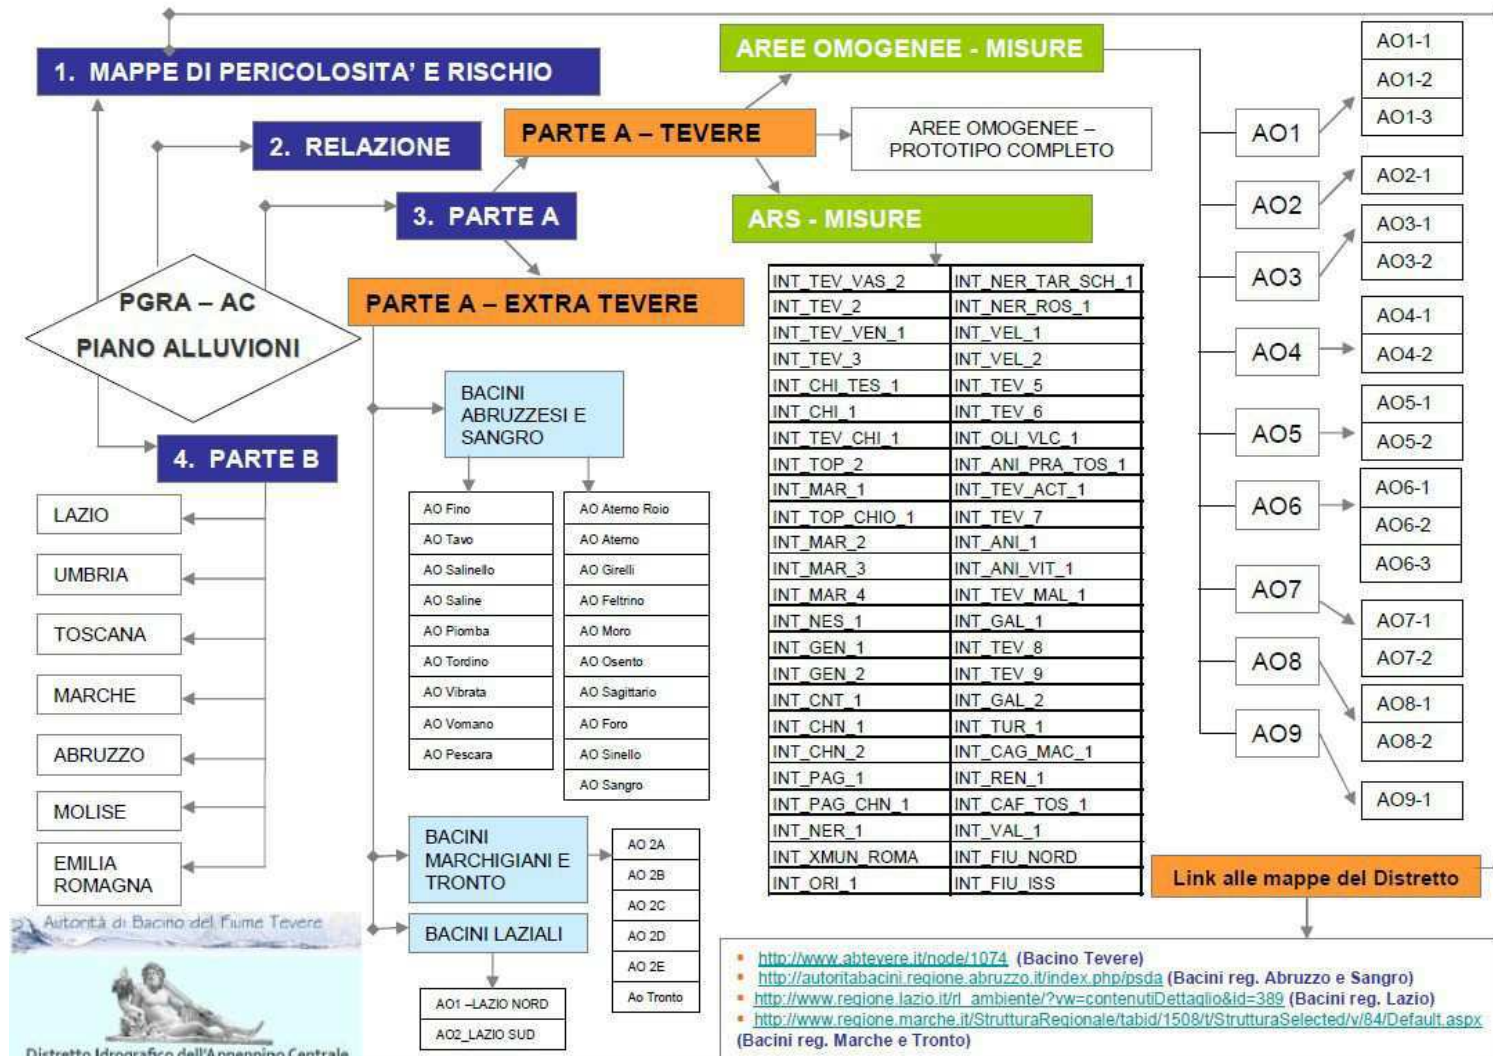 1. MAPPE DI PERICOLOSITA' E RISCHIO
2. RELAZIONE
3. PARTE A
PGRA – AC
PIANO ALLUVIONI
4. PARTE B
LAZIO
UMBRIA
TOSCANA
MARCHE
ABRUZZO
MOLISE
EMILIA
ROMAGNA
PARTE A – TEVERE
PARTE A – EXTRA TEVERE
BACINI
ABRUZZESI E
SANGRO
AO Fino
AO Tavo
AO Salinello
AO Saline
AO Piomba
AO Tordino
AO Vibrata
AO Vomano
AO Pescara
AO Aterno Roio
AO Aterno
AO Girelli
AO Feltrino
AO Moro
AO Osento
AO Sagittario
AO Foro
AO Sinello
AO Sangro
BACINI
MARCHIGIANI E
TRONTO
AO 2A
AO 2B
AO 2C
AO 2D
AO 2E
Ao Tronto
BACINI LAZIALI
AO1 –LAZIO NORD
AO2_LAZIO SUD
AREE OMOGENEE - MISURE
AREE OMOGENEE –
PROTOTIPO COMPLETO
ARS - MISURE
INT_TEV_VAS_2 INT_NER_TAR_SCH_1
INT_TEV_2 INT_NER_ROS_1
INT_TEV_VEN_1 INT_VEL_1
INT_TEV_3 INT_VEL_2
INT_CHI_TES_1 INT_TEV_5
INT_CHI_1 INT_TEV_6
INT_TEV_CHI_1 INT_OLI_VLC_1
INT_TOP_2 INT_ANI_PRA_TOS_1
INT_MAR_1 INT_TEV_ACT_1
INT_TOP_CHIO_1 INT_TEV_7
INT_MAR_2 INT_ANI_1
INT_MAR_3 INT_ANI_VIT_1
INT_MAR_4 INT_TEV_MAL_1
INT_NES_1 INT_GAL_1
INT_GEN_1 INT_TEV_8
INT_GEN_2 INT_TEV_9
INT_CNT_1 INT_GAL_2
INT_CHN_1 INT_TUR_1
INT_CHN_2 INT_CAG_MAC_1
INT_PAG_1 INT_REN_1
INT_PAG_CHN_1 INT_CAF_TOS_1
INT_NER_1 INT_VAL_1
INT_XMUN_ROMA INT_FIU_NORD
INT_ORI_1 INT_FIU_ISS
AO1
AO2
AO3
AO4
AO5
AO6
AO7
AO8
AO9
AO1-1
AO1-2
AO1-3
AO2-1
AO3-1
AO3-2
AO4-1
AO4-2
AO5-1
AO5-2
AO6-1
AO6-2
AO6-3
AO7-1
AO7-2
AO8-1
AO8-2
AO9-1
Link alle mappe del Distretto
http://www.abtevere.it/node/1074 (Bacino Tevere)
http://autoritabacini.regione.abruzzo.it/index.php/psda (Bacini reg. Abruzzo e Sangro)
http://www.regione.lazio.it/rl_ambiente/?vw=contenutiDettaglio&id=389 (Bacini reg. Lazio)
http://www.regione.marche.it/StrutturaRegionale/tabid/1508/t/StrutturaSelected/v/84/Default.aspx
(Bacini reg. Marche e Tronto)
Autorità di Bacino del Fiume Tevere
Distretto Idrografico dell'Appennino Centrale